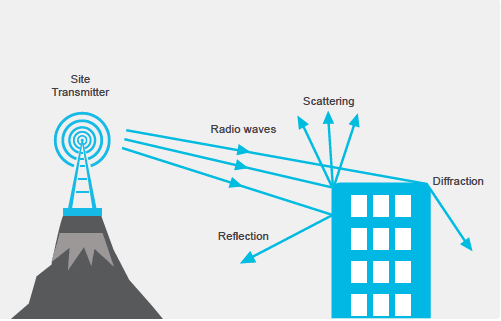 Site
Transmitter
Scattering
Radio waves
Diffraction
Reflection